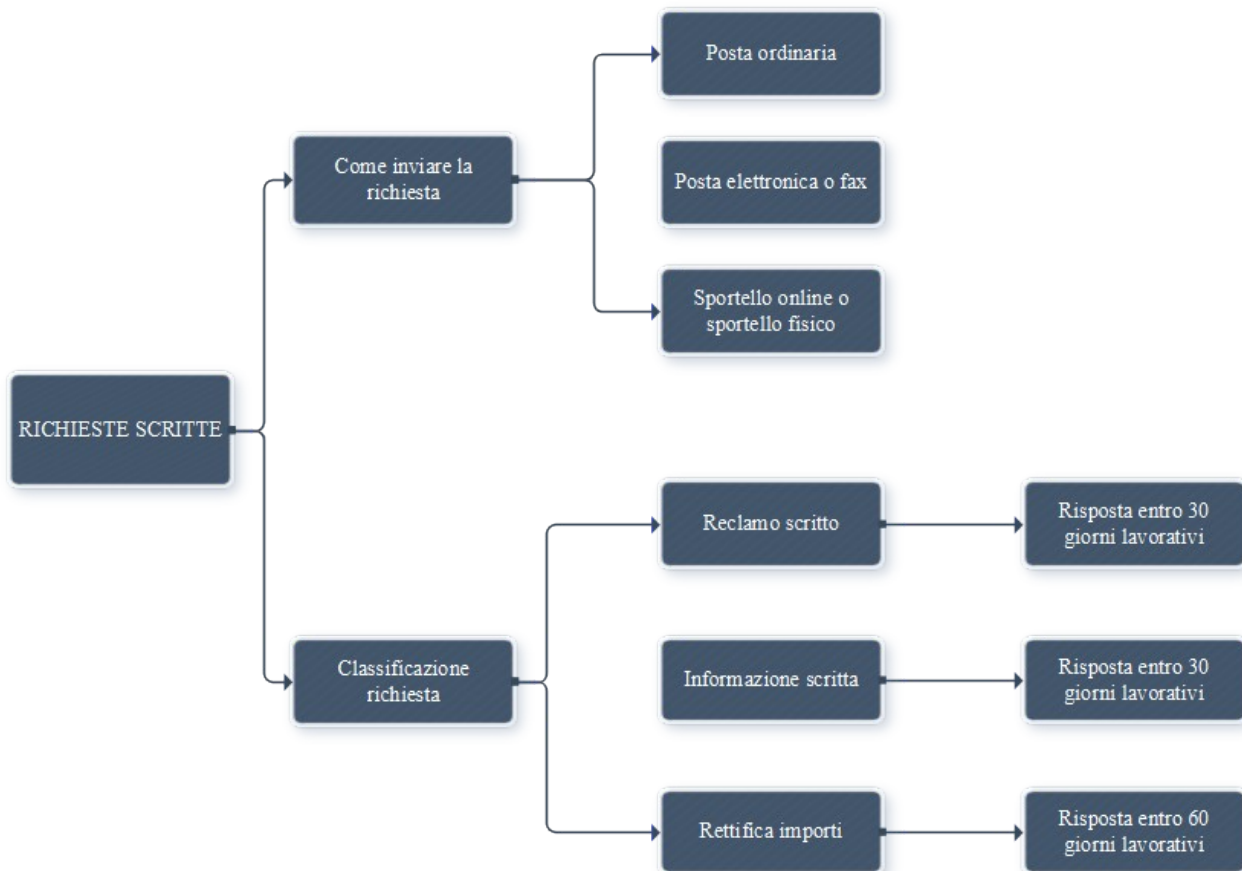 Posta ordinaria
Come inviare la
richiesta
Posta elettronica o fax
Sportello online o
sportello fisico
RICHIESTE SCRITTE
Reclamo scritto
Risposta entro 30
giorni lavorativi
Classificazione
richiesta
Informazione scritta
Risposta entro 30
giorni lavorativi
Rettifica importi
Risposta entro 60
giorni lavorativi